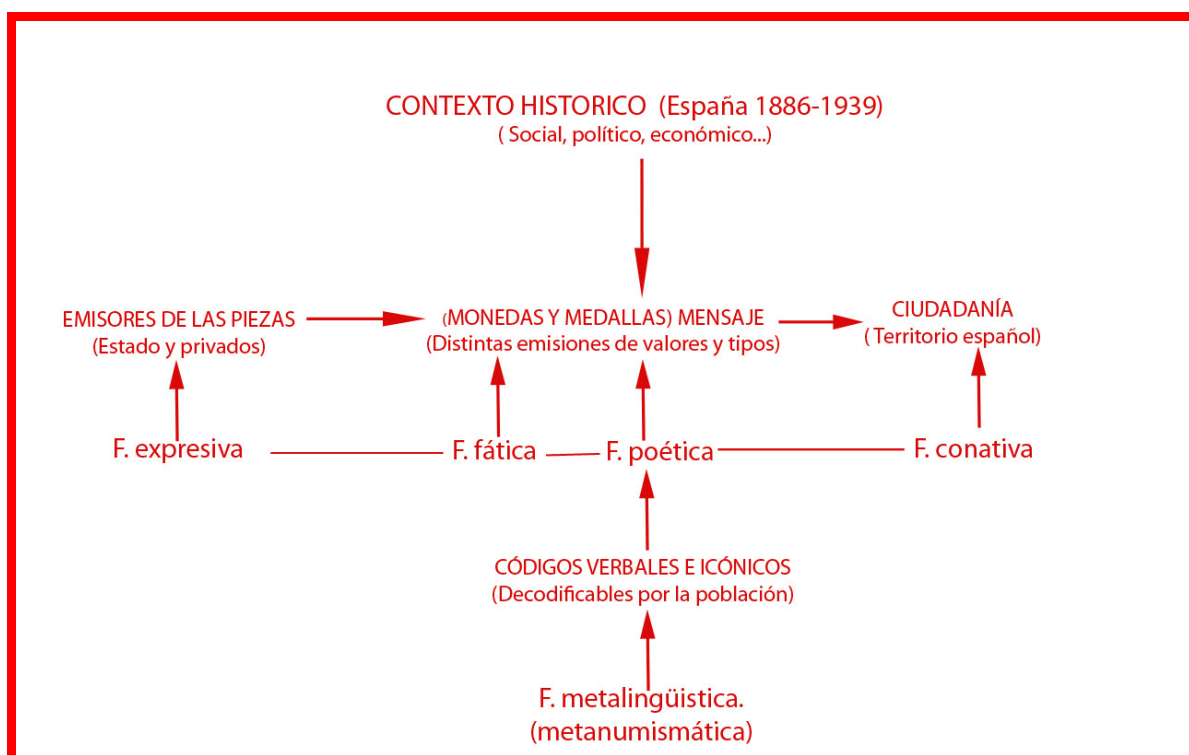 CONTEXTO HISTORICO (España 1886-1939)
( Social, político, económico...)
EMISORES DE LAS PIEZAS
(Estado y privados)
(MONEDAS Y MEDALLAS) MENSAJE
(Distintas emisiones de valores y tipos)
CIUDADANÍA
( Territorio español)
F. expresiva
F. fática
F. poética
F. conativa
CÓDIGOS VERBALES E ICÓNICOS
(Decodificables por la población)
F. metalingüistica.
(metanumismática)